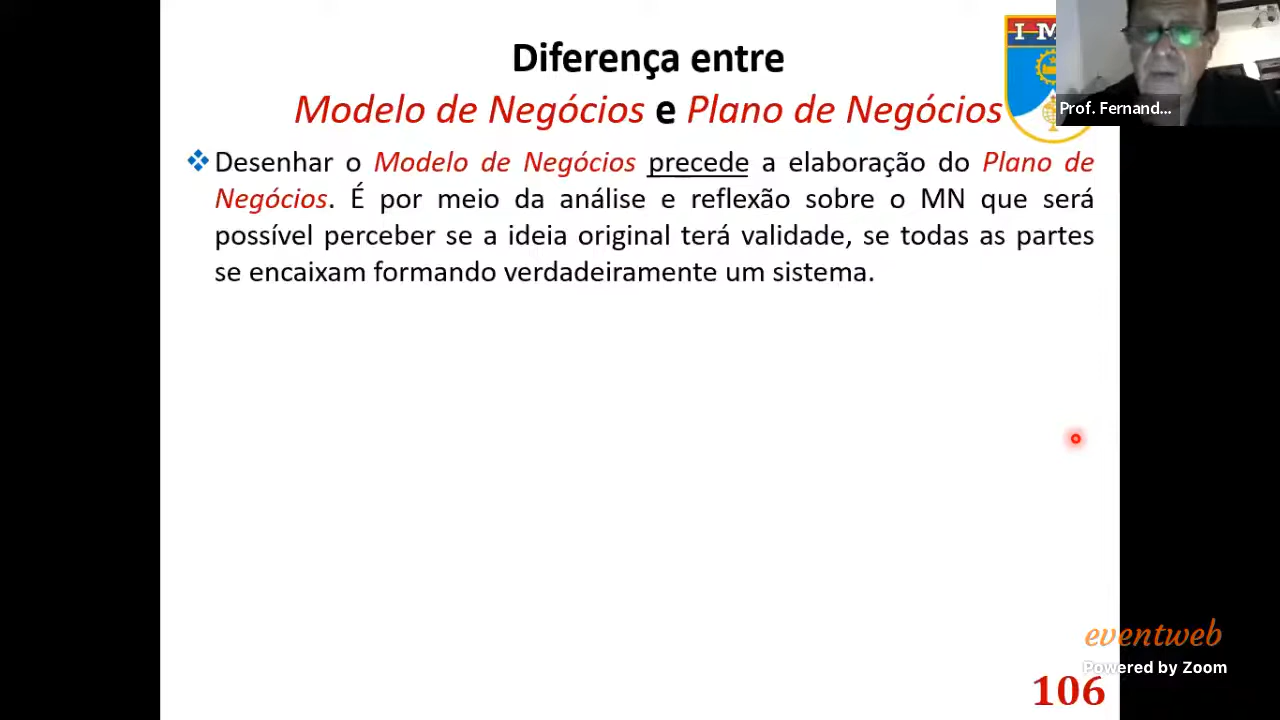 Diferença entre
Modelo de Negócios e Plano de Negócios
I M
Prof. Fernand...
Desenhar o Modelo de Negócios precede a elaboração do Plano de
Negócios. É por meio da análise e reflexão sobre o MN que será
possível perceber se a ideia original terá validade, se todas as partes
se encaixam formando verdadeiramente um sistema.
eventweb
Powered by Zoom
106